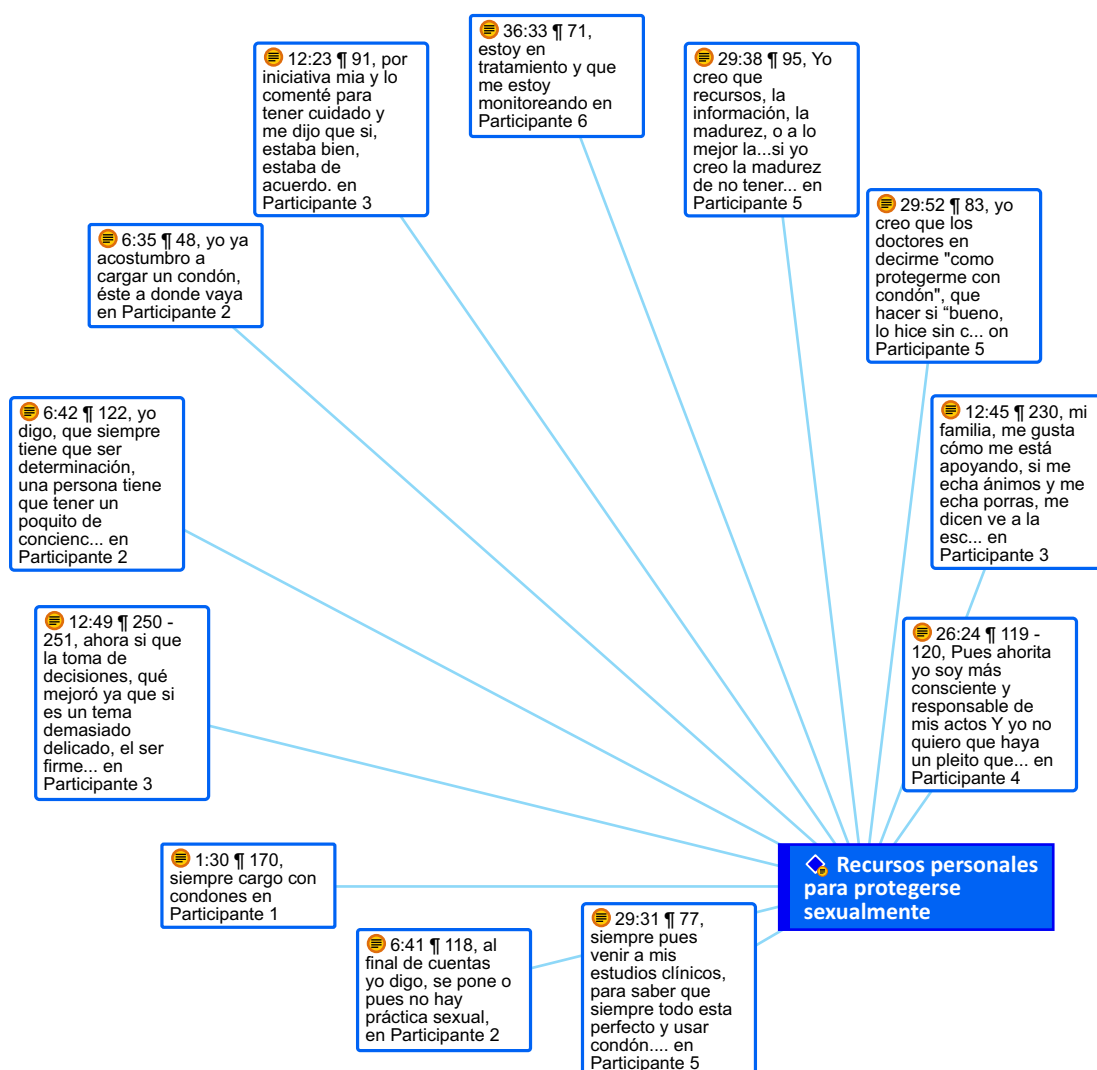 36:33 ¶ 71,
estoy en
tratamiento y que
me estoy
monitoreando en
Participante 6
12:23 ¶ 91, por
iniciativa mia y lo
comenté para
tener cuidado y
me dijo que si,
estaba bien,
estaba de
acuerdo. en
Participante 3
29:38 ¶ 95, Yo
creo que
recursos, la
información, la
madurez, o a lo
mejor la...si yo
creo la madurez
de no tener... en
Participante 5
29:52 ¶ 83, yo
creo que los
doctores en
decirme "como
protegerme con
condón", que
hacer si “bueno,
lo hice sin c... on
Participante 5
6:35 ¶ 48, yo ya
acostumbro a
cargar un condón,
éste a donde vaya
en Participante 2
6:42 ¶ 122, yo
digo, que siempre
tiene que ser
determinación,
una persona tiene
que tener un
poquito de
concienc... en
Participante 2
12:45 ¶ 230, mi
familia, me gusta
cómo me está
apoyando, si me
echa ánimos y me
echa porras, me
dicen ve a la
esc... en
Participante 3
12:49 ¶ 250 -
251, ahora si que
la toma de
decisiones, qué
mejoró ya que si
es un tema
demasiado
delicado, el ser
firme... en
Participante 3
26:24 ¶ 119 -
120, Pues ahorita
yo soy más
consciente y
responsable de
mis actos Y yo no
quiero que haya
un pleito que... en
Participante 4
1:30 ¶ 170,
siempre cargo con
condones en
Participante 1
Recursos personales
para protegerse
sexualmente
6:41 ¶ 118, al
final de cuentas
yo digo, se pone o
pues no hay
práctica sexual,
en Participante 2
29:31 ¶ 77,
siempre pues
venir a mis
estudios clínicos,
para saber que
siempre todo esta
perfecto y usar
condón.... en
Participante 5